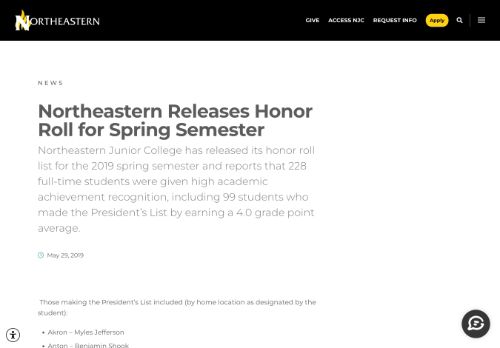 NORTHEASTERN
GIVE ACCESS NJC REQUEST INFO Apply
NEWS
Northeastern Releases Honor
Roll for Spring Semester
Northeastern Junior College has released its honor roll
list for the 2019 spring semester and reports that 228
full-time students were given high academic
achievement recognition, including 99 students who
made the President's List by earning a 4.0 grade point
average.
May 29, 2019
Those making the President's List included (by home location as designated by the
student):
• Akron – Myles Jefferson
• Anton – Benjamin Shook